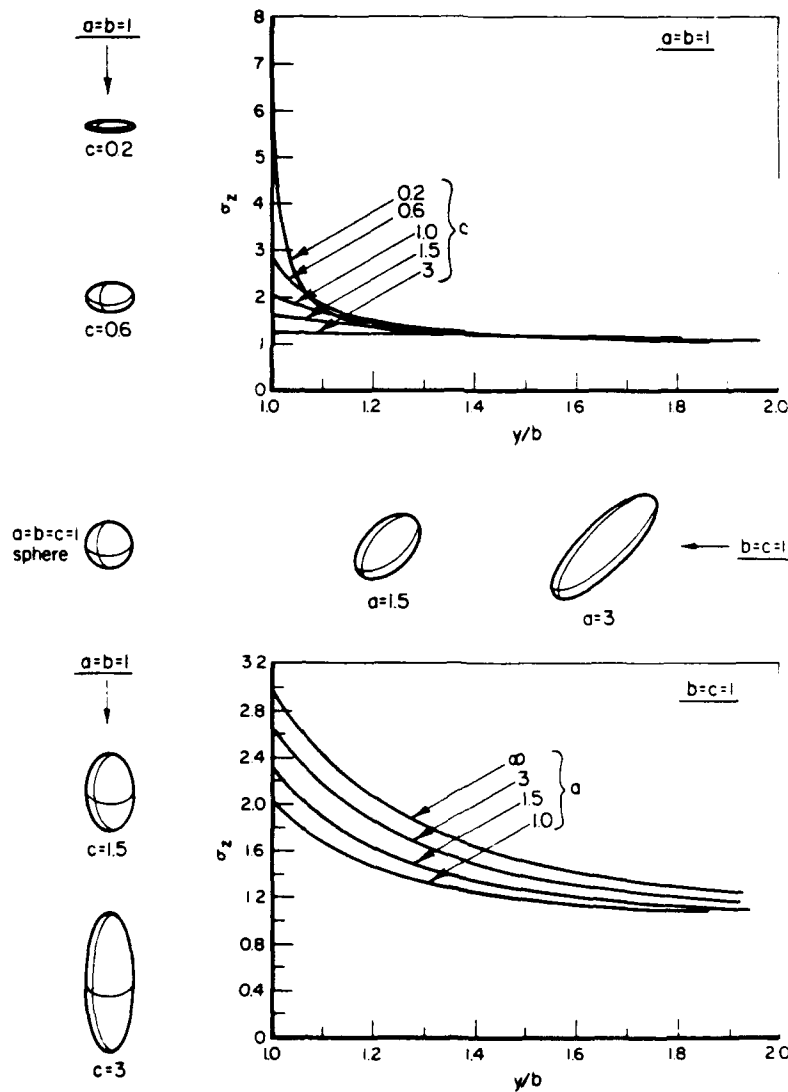 a=b=1
c=0.2
c=0.6
8
7
6
5
4
3
2
1
0
σz
a=b=1
0.2
0.6
1.0
1.5
3
c
1.0
1.2
1.4
1.6
1.8
2.0
y/b
a=b=c=1
sphere
a=1.5
a=3
b=c=1
a=b=1
c=1.5
c=3
3.2
2.8
2.4
2.0
1.6
1.2
0.8
0.4
0
σz
b=c=1
∞
3
1.5
1.0
a
1.0
1.2
1.4
1.6
1.8
2.0
y/b